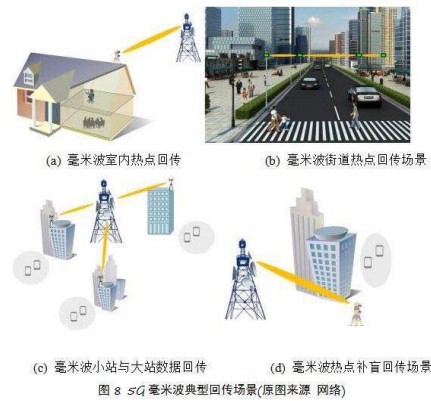 (a) 毫米波室内热点回传
(b) 毫米波街道热点回传场景
(c) 毫米波小站与大站数据回传
(d) 毫米波热点补盲回传场景
图 8 5G 毫米波典型回传场景(原图来源 网络)